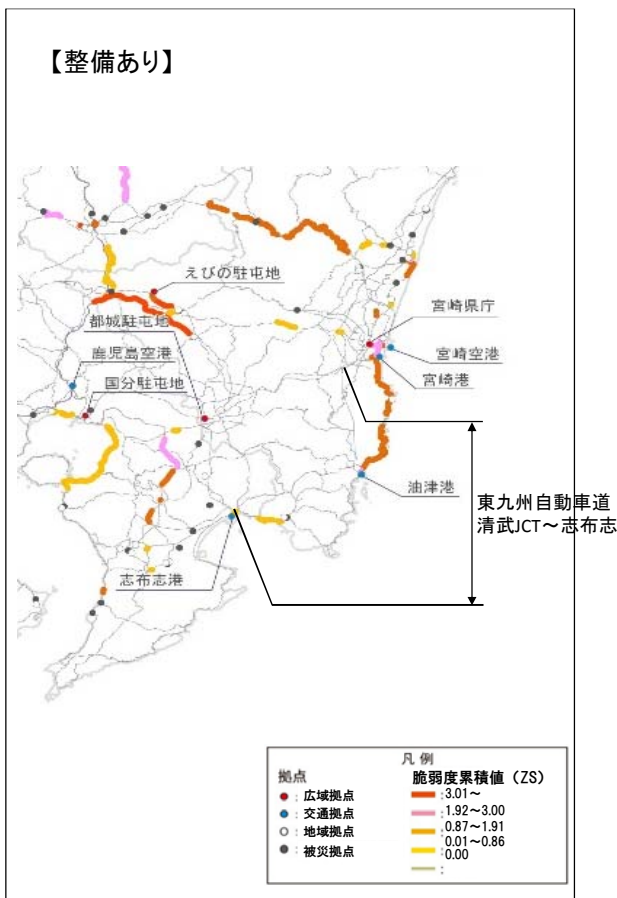 【整備あり】
えびの駐屯地
都城駐屯地
鹿児島空港
国分駐屯地
宮崎県庁
宮崎空港
宮崎港
油津港
東九州自動車道
清武JCT～志布志
志布志港
凡 例
拠点
脆弱度累積値（ZS）
：広域拠点
：3.01～
：交通拠点
：1.92～3.00
：地域拠点
：0.87～1.91
：0.01～0.86
：被災拠点
0.00
：